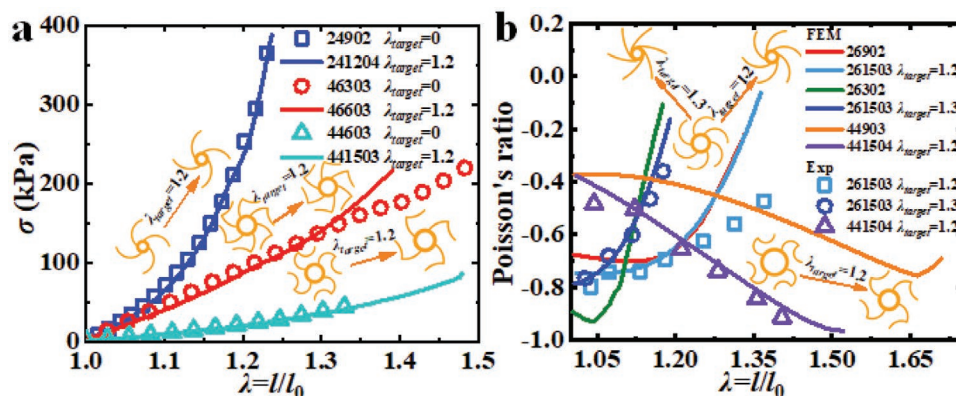 a
σ (kPa)
400
300
200
100
0
1.0
1.1
1.2
1.3
1.4
1.5
λ=l/l0
24902 λtarget=0
241204 λtarget=1.2
46303 λtarget=0
46603 λtarget=1.2
44603 λtarget=0
441503 λtarget=1.2
λtarget=1.2
λtarget=1.2
λtarget=1.2
b
Poisson's ratio
0.2
0.0
-0.2
-0.4
-0.6
-0.8
-1.0
1.05
1.20
1.35
1.50
1.65
λ=l/l0
FEM
26902
261503 λtarget=1.2
26302
261503 λtarget=1.3
44903
441504 λtarget=1.2
Exp
261503 λtarget=1.2
261503 λtarget=1.3
441504 λtarget=1.2
λtarget=1.3
λtarget=1.2
λtarget=1.2